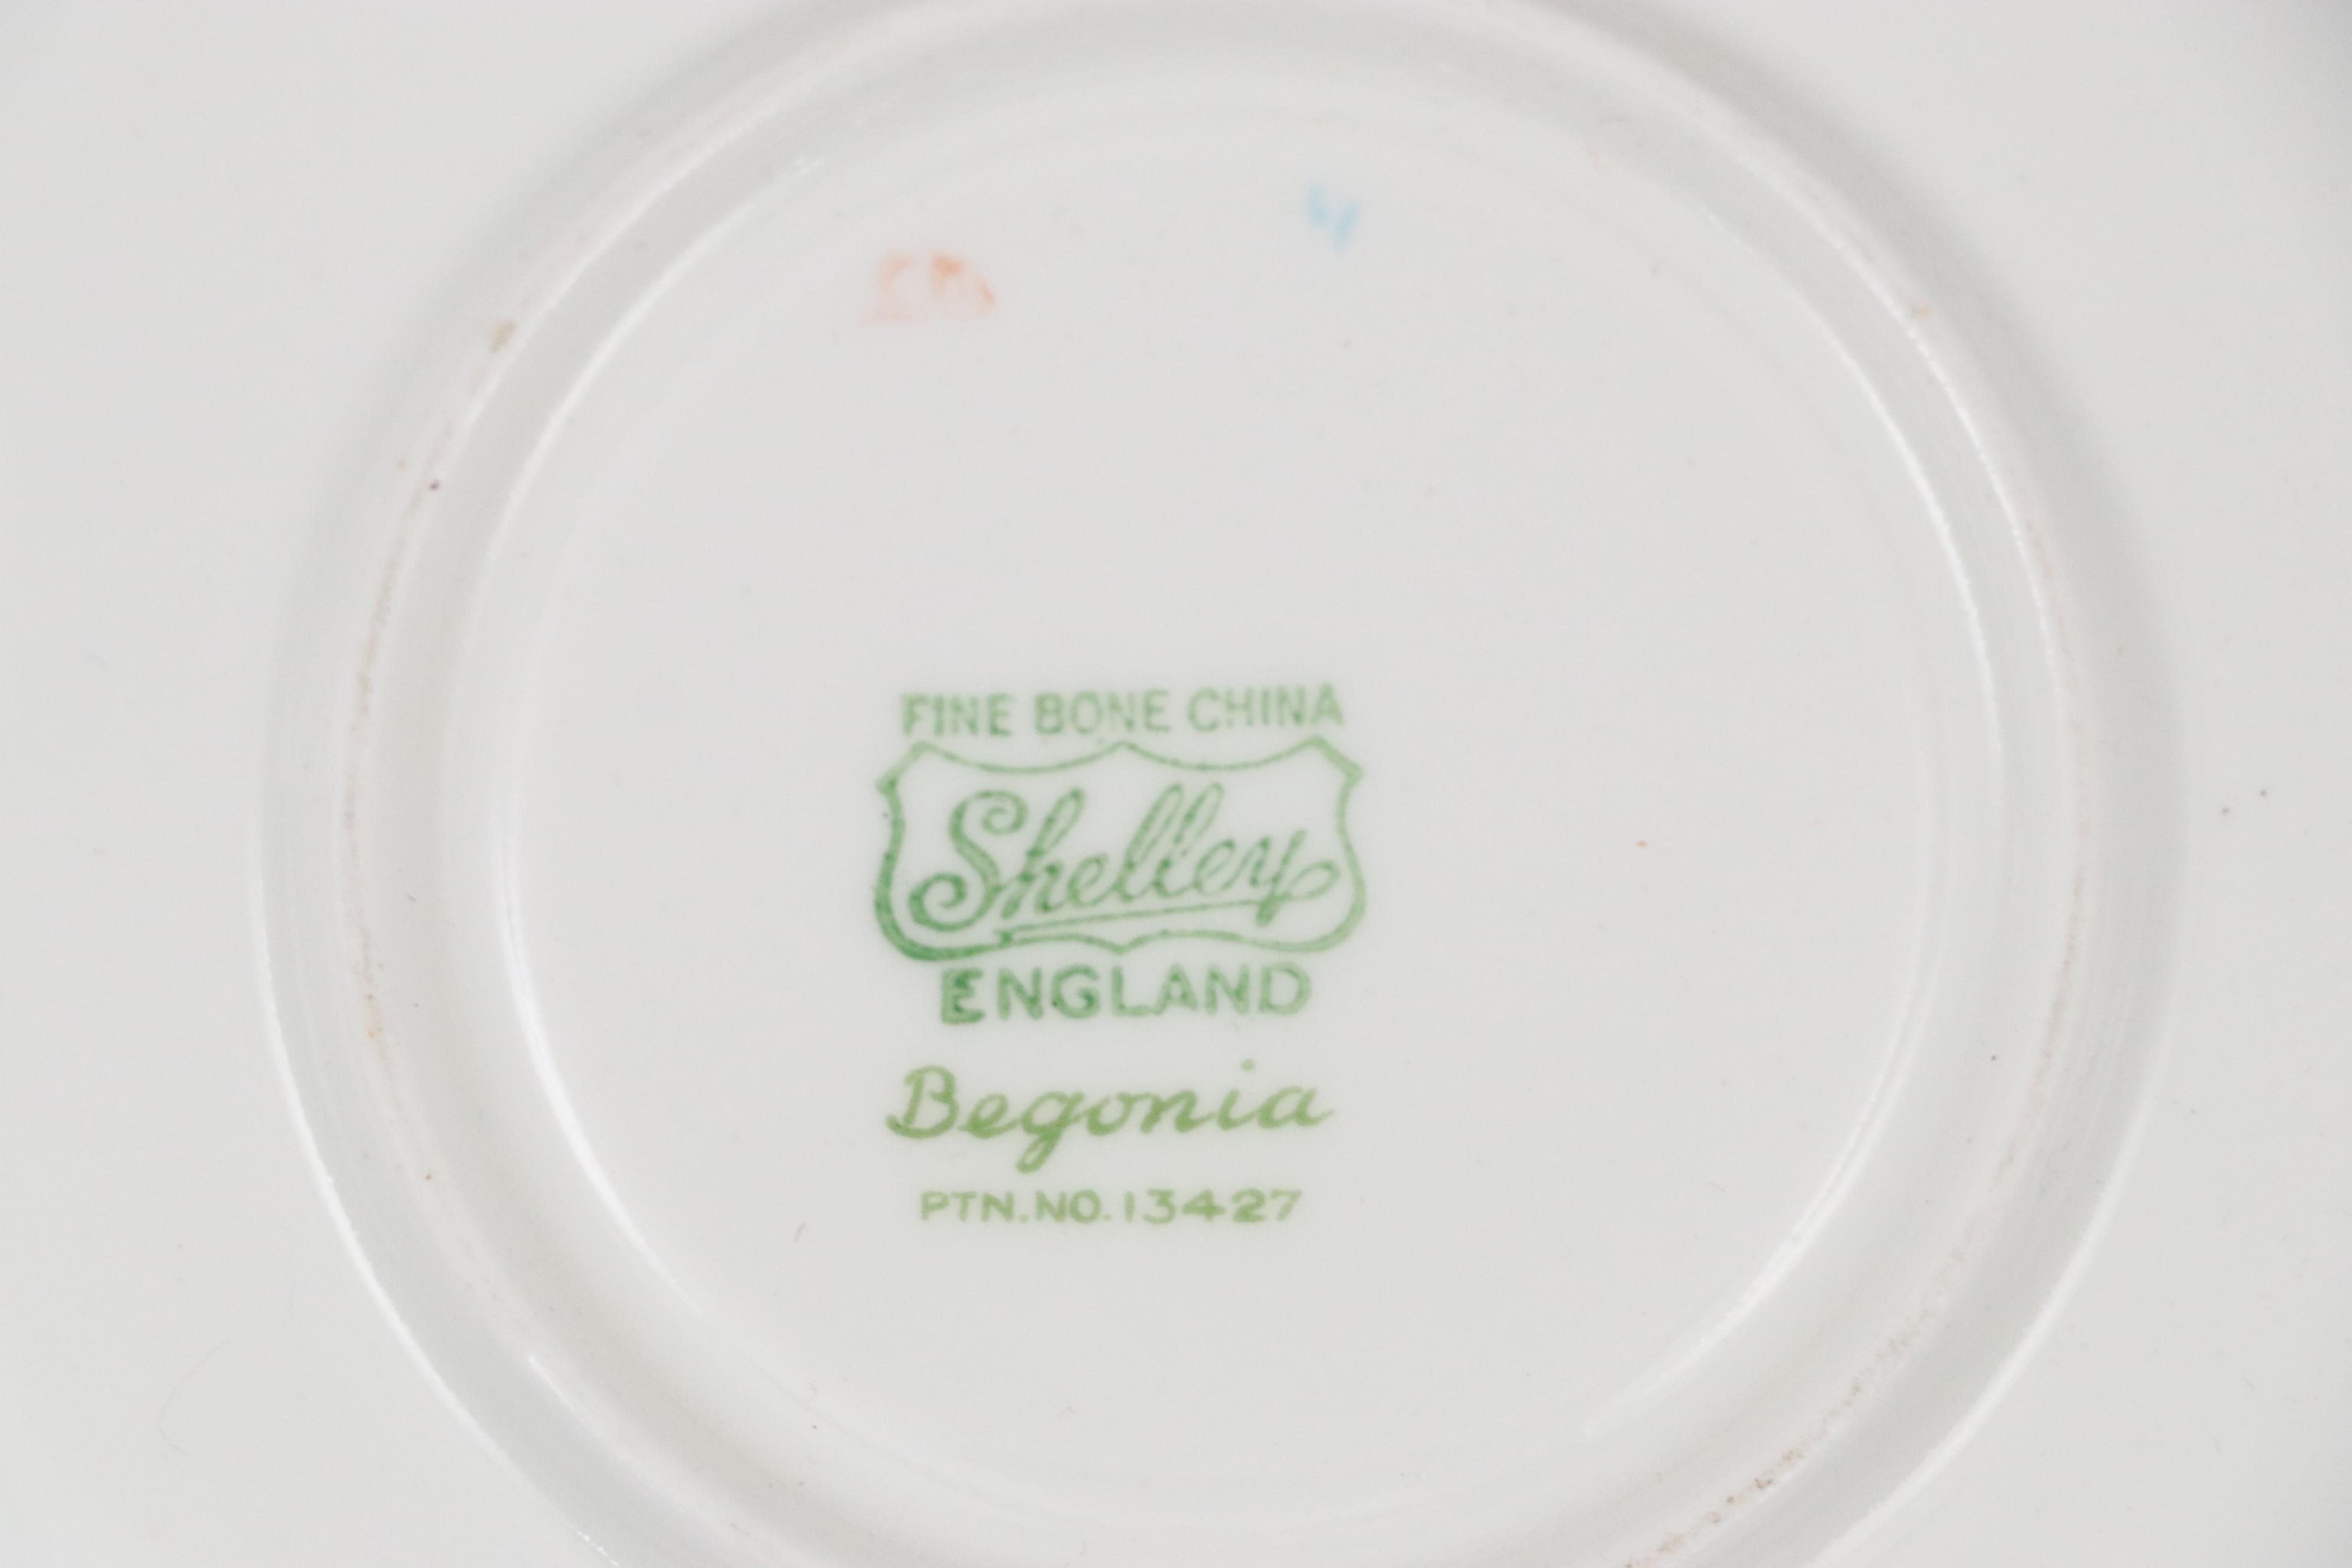 FINE BONE CHINA
Shelley
ENGLAND
Begonia
PTN.NO.13427